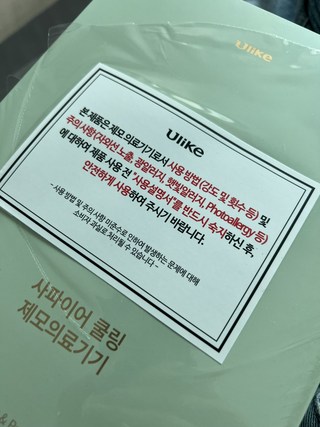 Ulike
Ulike
본 제품은 제모 의료기기로서 사용 방법(강도 및 횟수 등) 및
주의사항(자외선 노출, 광알러지, 햇빛알러지, Photoallergy 등)
에 대하여 제품 사용 전 "사용설명서"를 반드시 숙지하신 후,
안전하게 사용하여 주시기 바랍니다.
- 사용 방법 및 주의 사항 미준수로 인하여 발생하는 문제에 대해
소비자 과실로 처리될 수 있습니다 -
사파이어 쿨링
제모의료기기